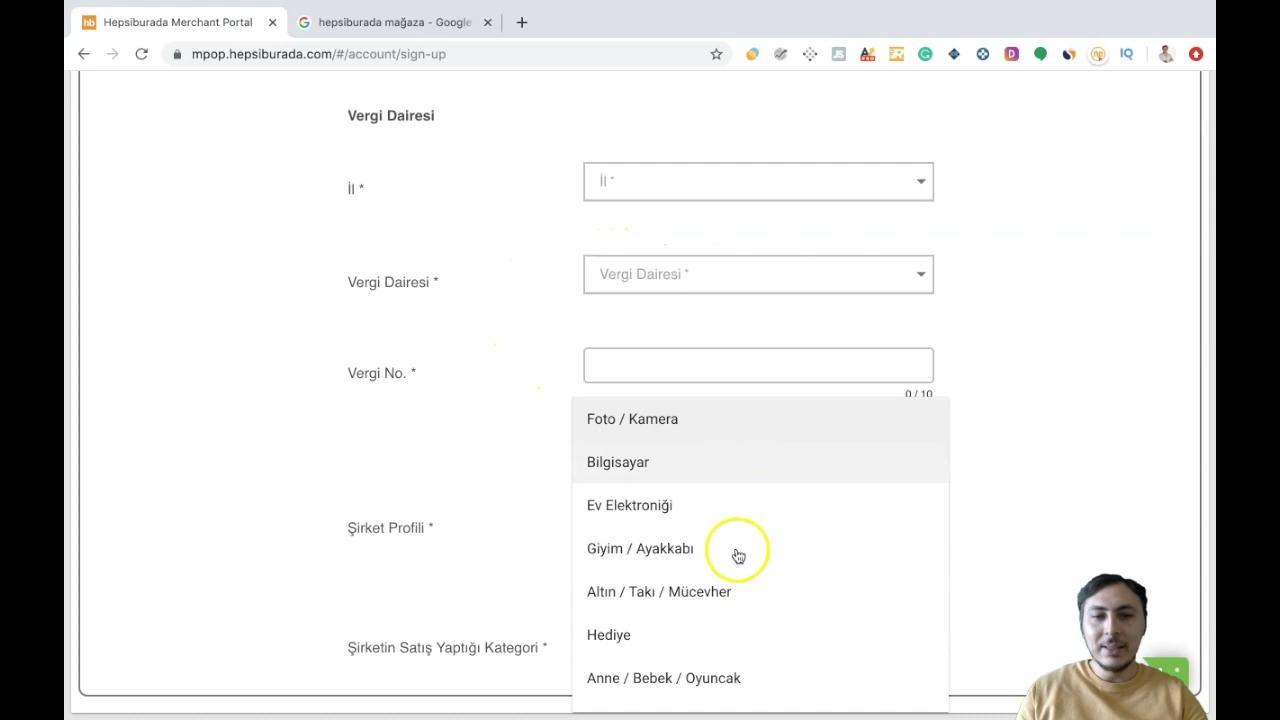 Hepsiburada Merchant Portal
hepsiburada mağaza - Google
mpop.hepsiburada.com/#/account/sign-up
Vergi Dairesi
İl *
İl *
Vergi Dairesi *
Vergi Dairesi *
Vergi No. *
0 / 10
Foto / Kamera
Bilgisayar
Ev Elektroniği
Giyim / Ayakkabı
Altın / Takı / Mücevher
Hediye
Anne / Bebek / Oyuncak
Şirket Profili *
Şirketin Satış Yaptığı Kategori *